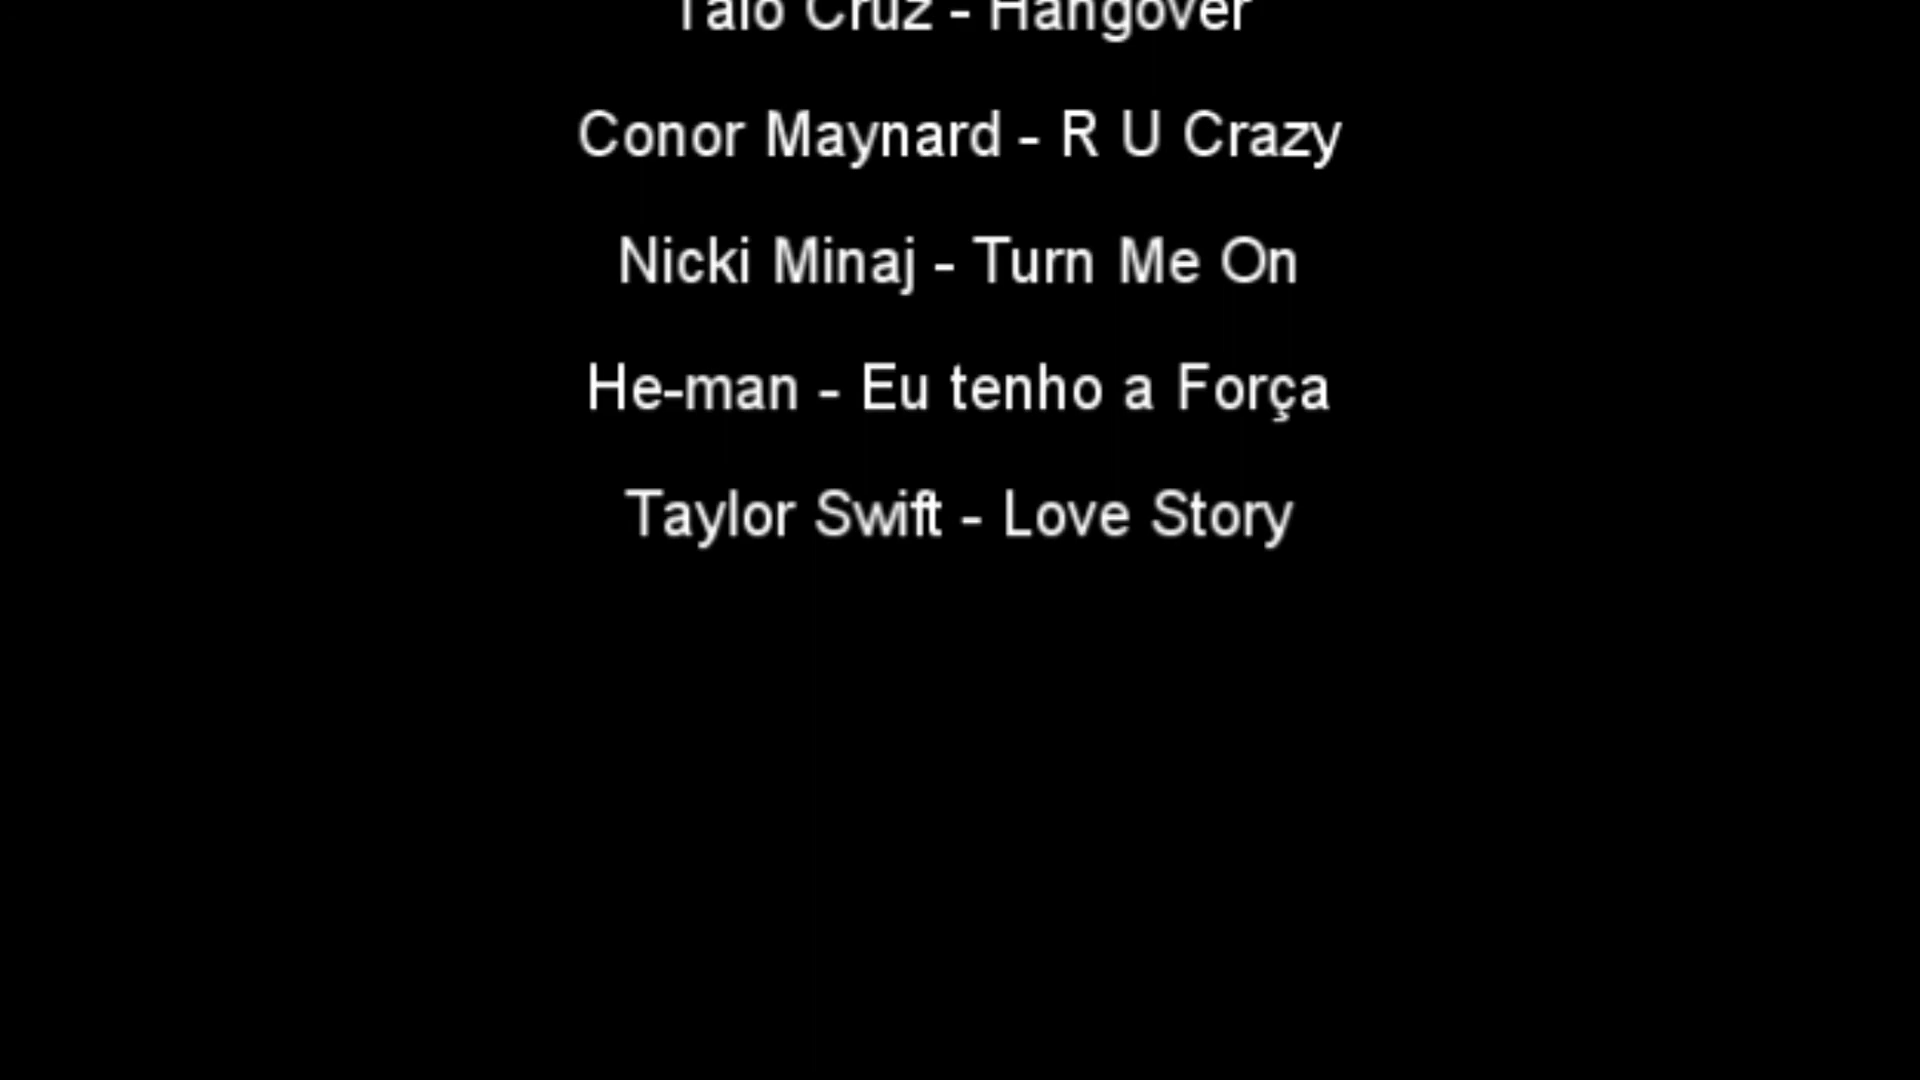 Taio Cruz - Hangover
Conor Maynard - R U Crazy
Nicki Minaj - Turn Me On
He-man - Eu tenho a Força
Taylor Swift - Love Story